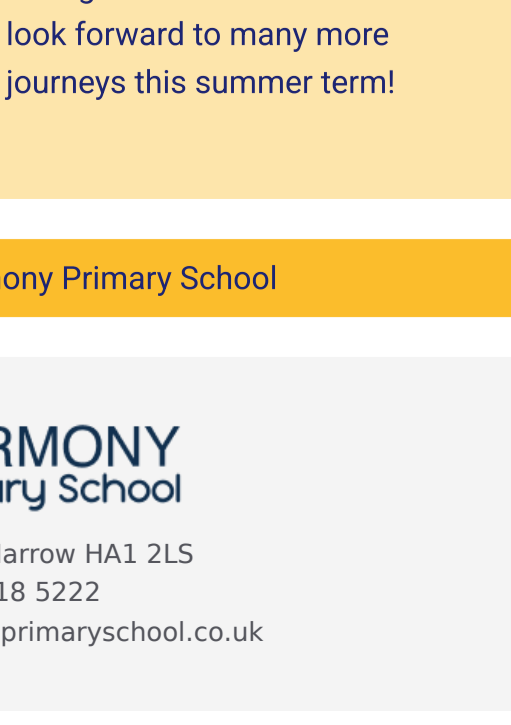 look forward to many more
journeys this summer term!
ony Primary School
RMONY
ary School
arrow HA1 2LS
18 5222
primaryschool.co.uk